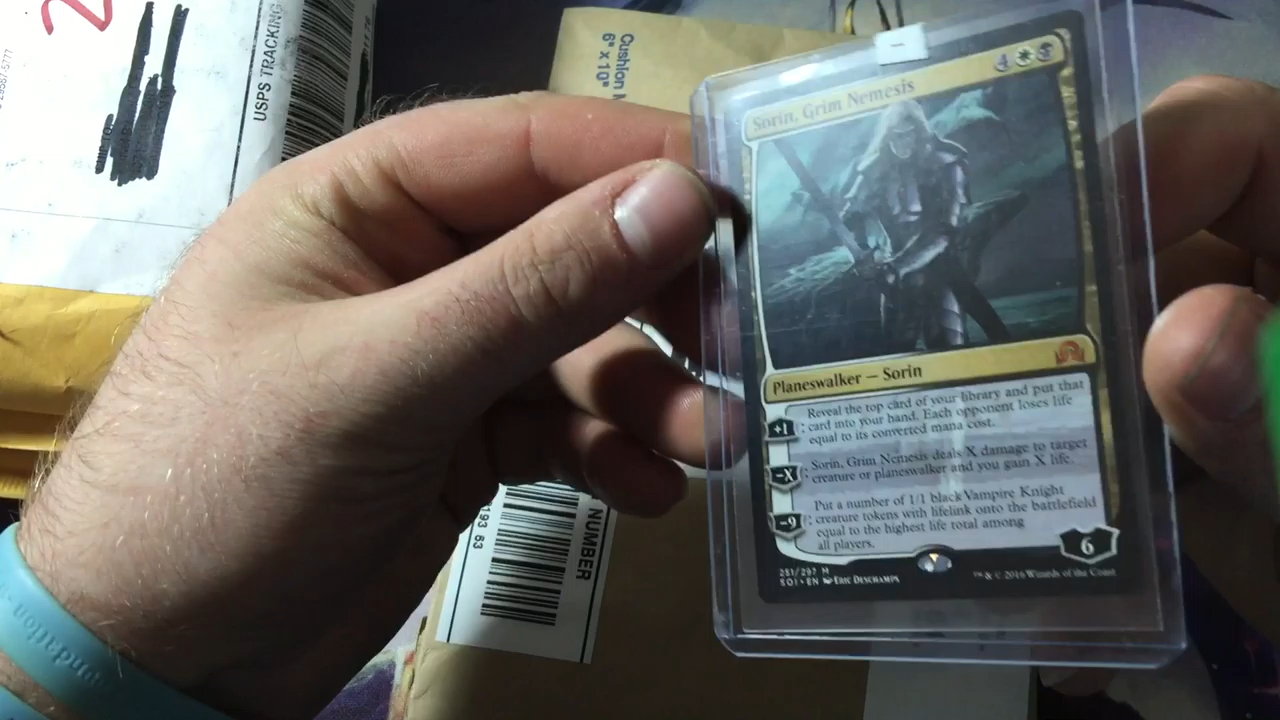 USPS TRACKING
Cushion
6" x 10"
Sorin, Grim Nemesis
4
Planeswalker — Sorin
+1: Reveal the top card of your library and put that
card into your hand. Each opponent loses life
equal to its converted mana cost.
-X: Sorin, Grim Nemesis deals X damage to target
creature or planeswalker and you gain X life.
-9: Put a number of 1/1 black Vampire Knight
creature tokens with lifelink onto the battlefield
equal to the highest life total among
all players.
6
251/297 M
SOI • EN ERIC DESCHAMPS
™ & © 2016 Wizards of the Coast
NUMBER
193 63
ndation